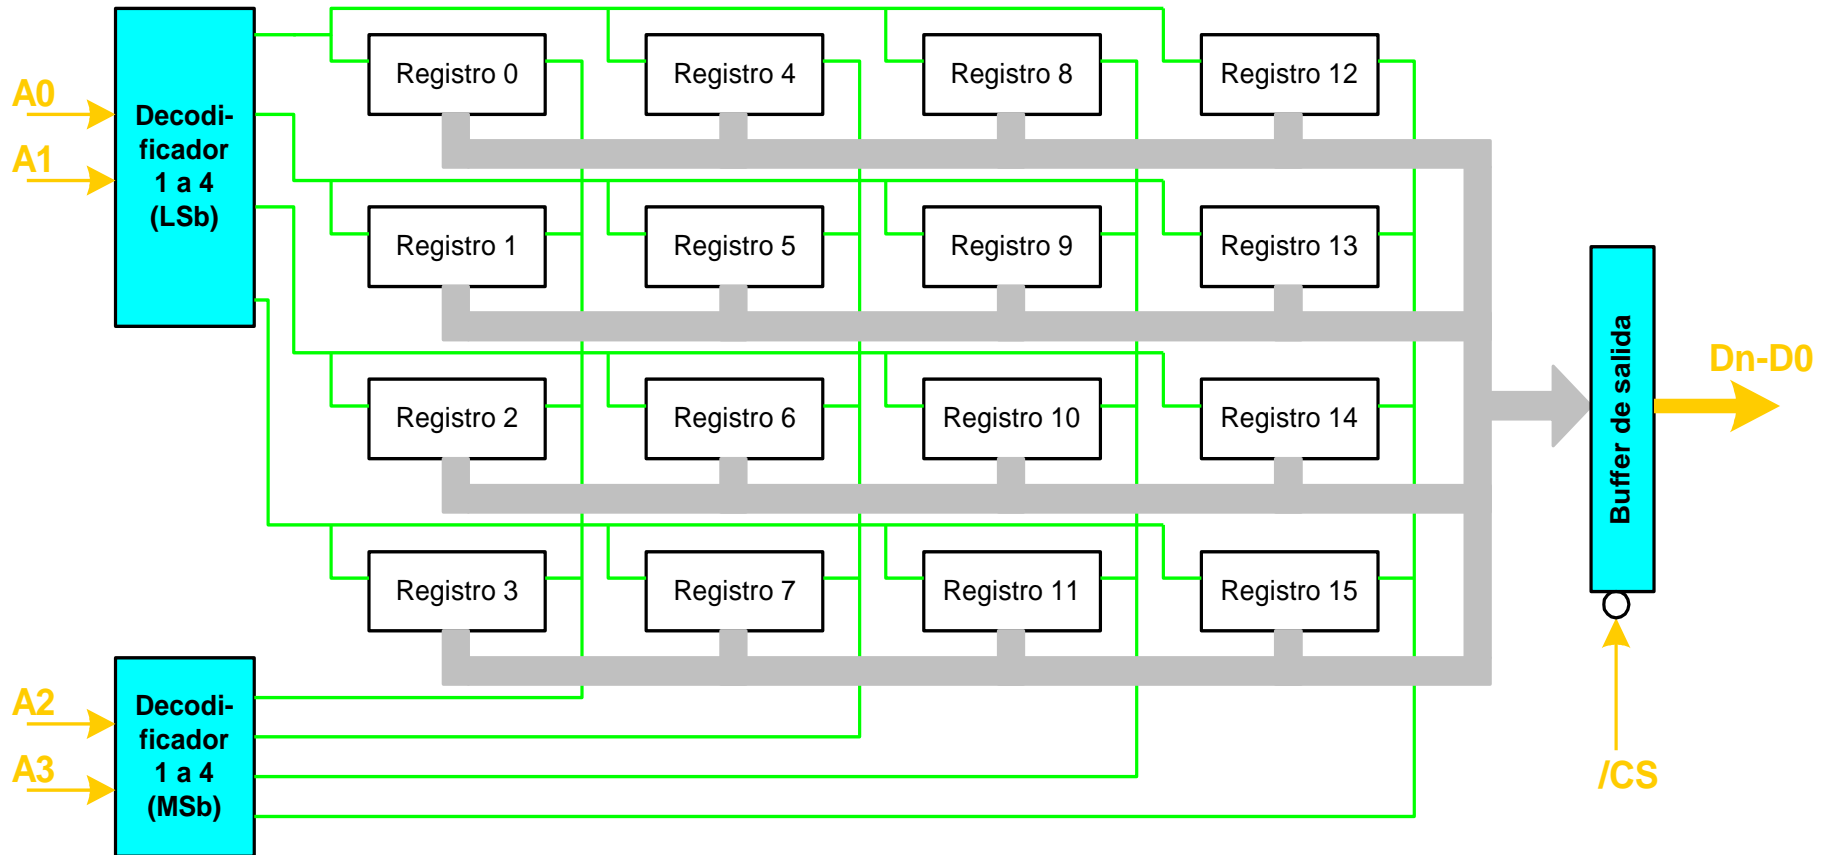 A0
A1
Decodi-
ficador
1 a 4
(LSb)
Registro 0
Registro 4
Registro 8
Registro 12
Registro 1
Registro 5
Registro 9
Registro 13
Registro 2
Registro 6
Registro 10
Registro 14
Registro 3
Registro 7
Registro 11
Registro 15
A2
A3
Decodi-
ficador
1 a 4
(MSb)
Buffer de salida
Dn-D0
/CS